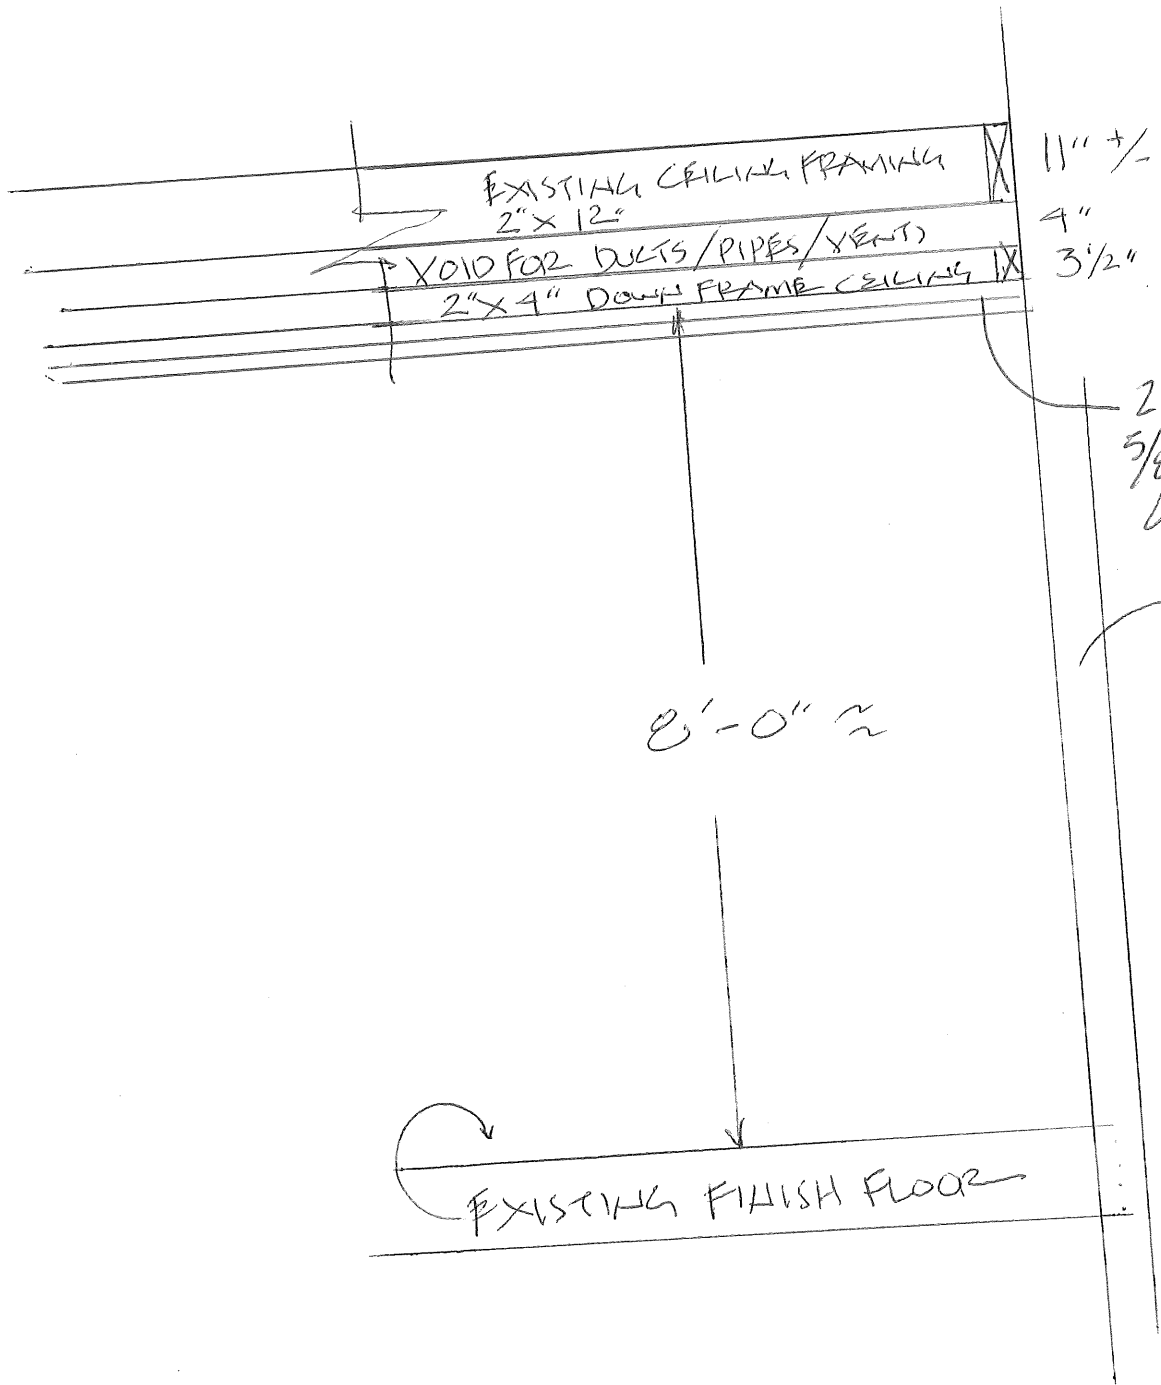 EXISTING CEILING FRAMING
2"X 12"
11" +/-
VOID FOR DUCTS/PIPES/VENTS
4"
2"X 4" DOWN FRAME CEILING
3 1/2"
2
8'-0" ≈
EXISTING FINISH FLOOR